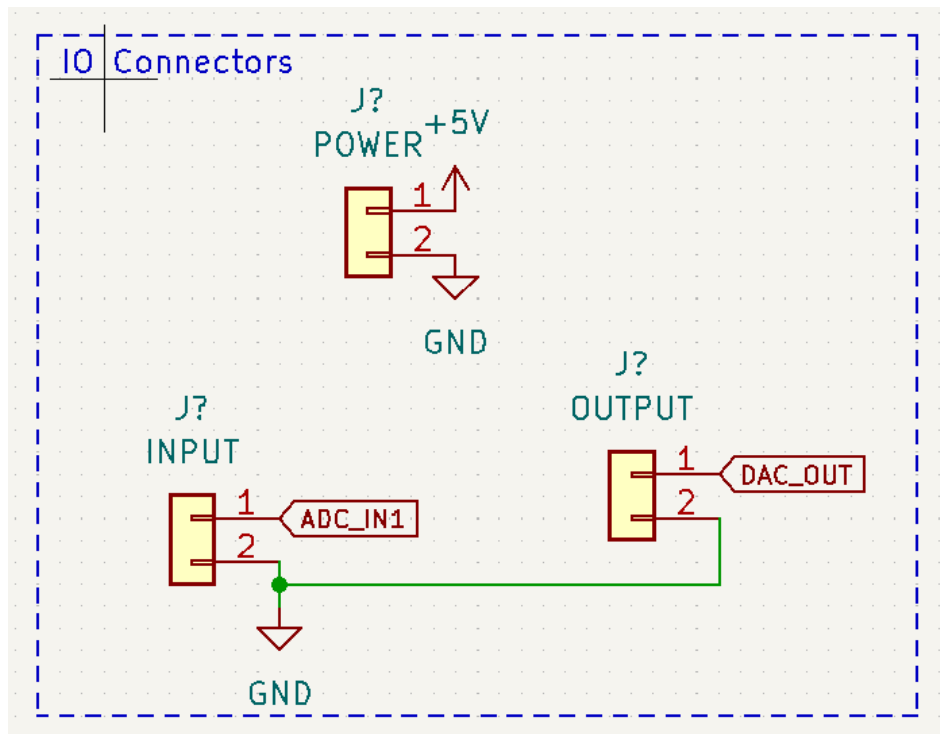 IO Connectors
J?
POWER
+5V
1
2
GND
J?
OUTPUT
1
DAC_OUT
2
J?
INPUT
1
ADC_IN1
2
GND